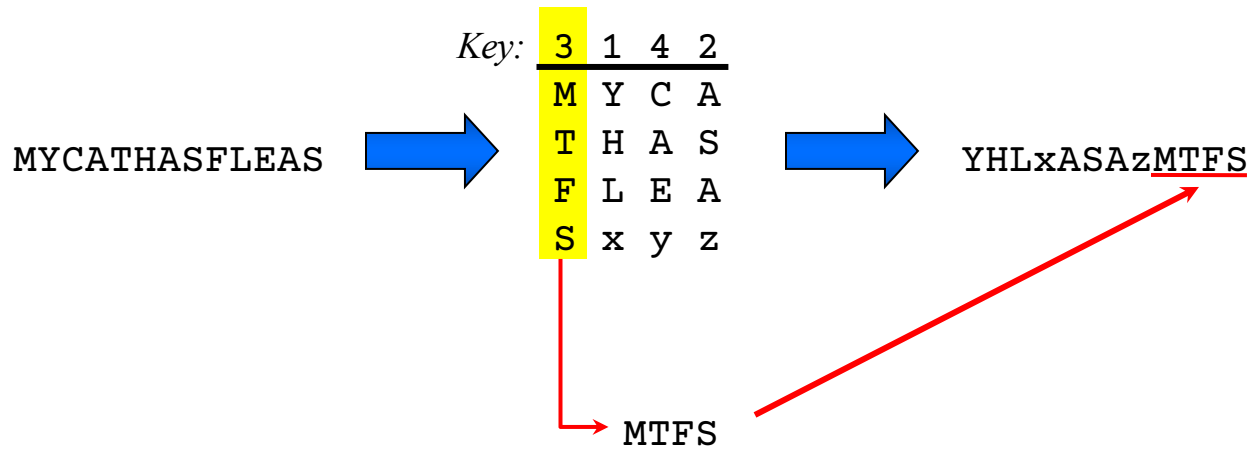 Key: 3 1 4 2
M Y C A
T H A S
F L E A
S x y z
MYCATHASFLEAS
YHLxASAzMTFS
MTFS